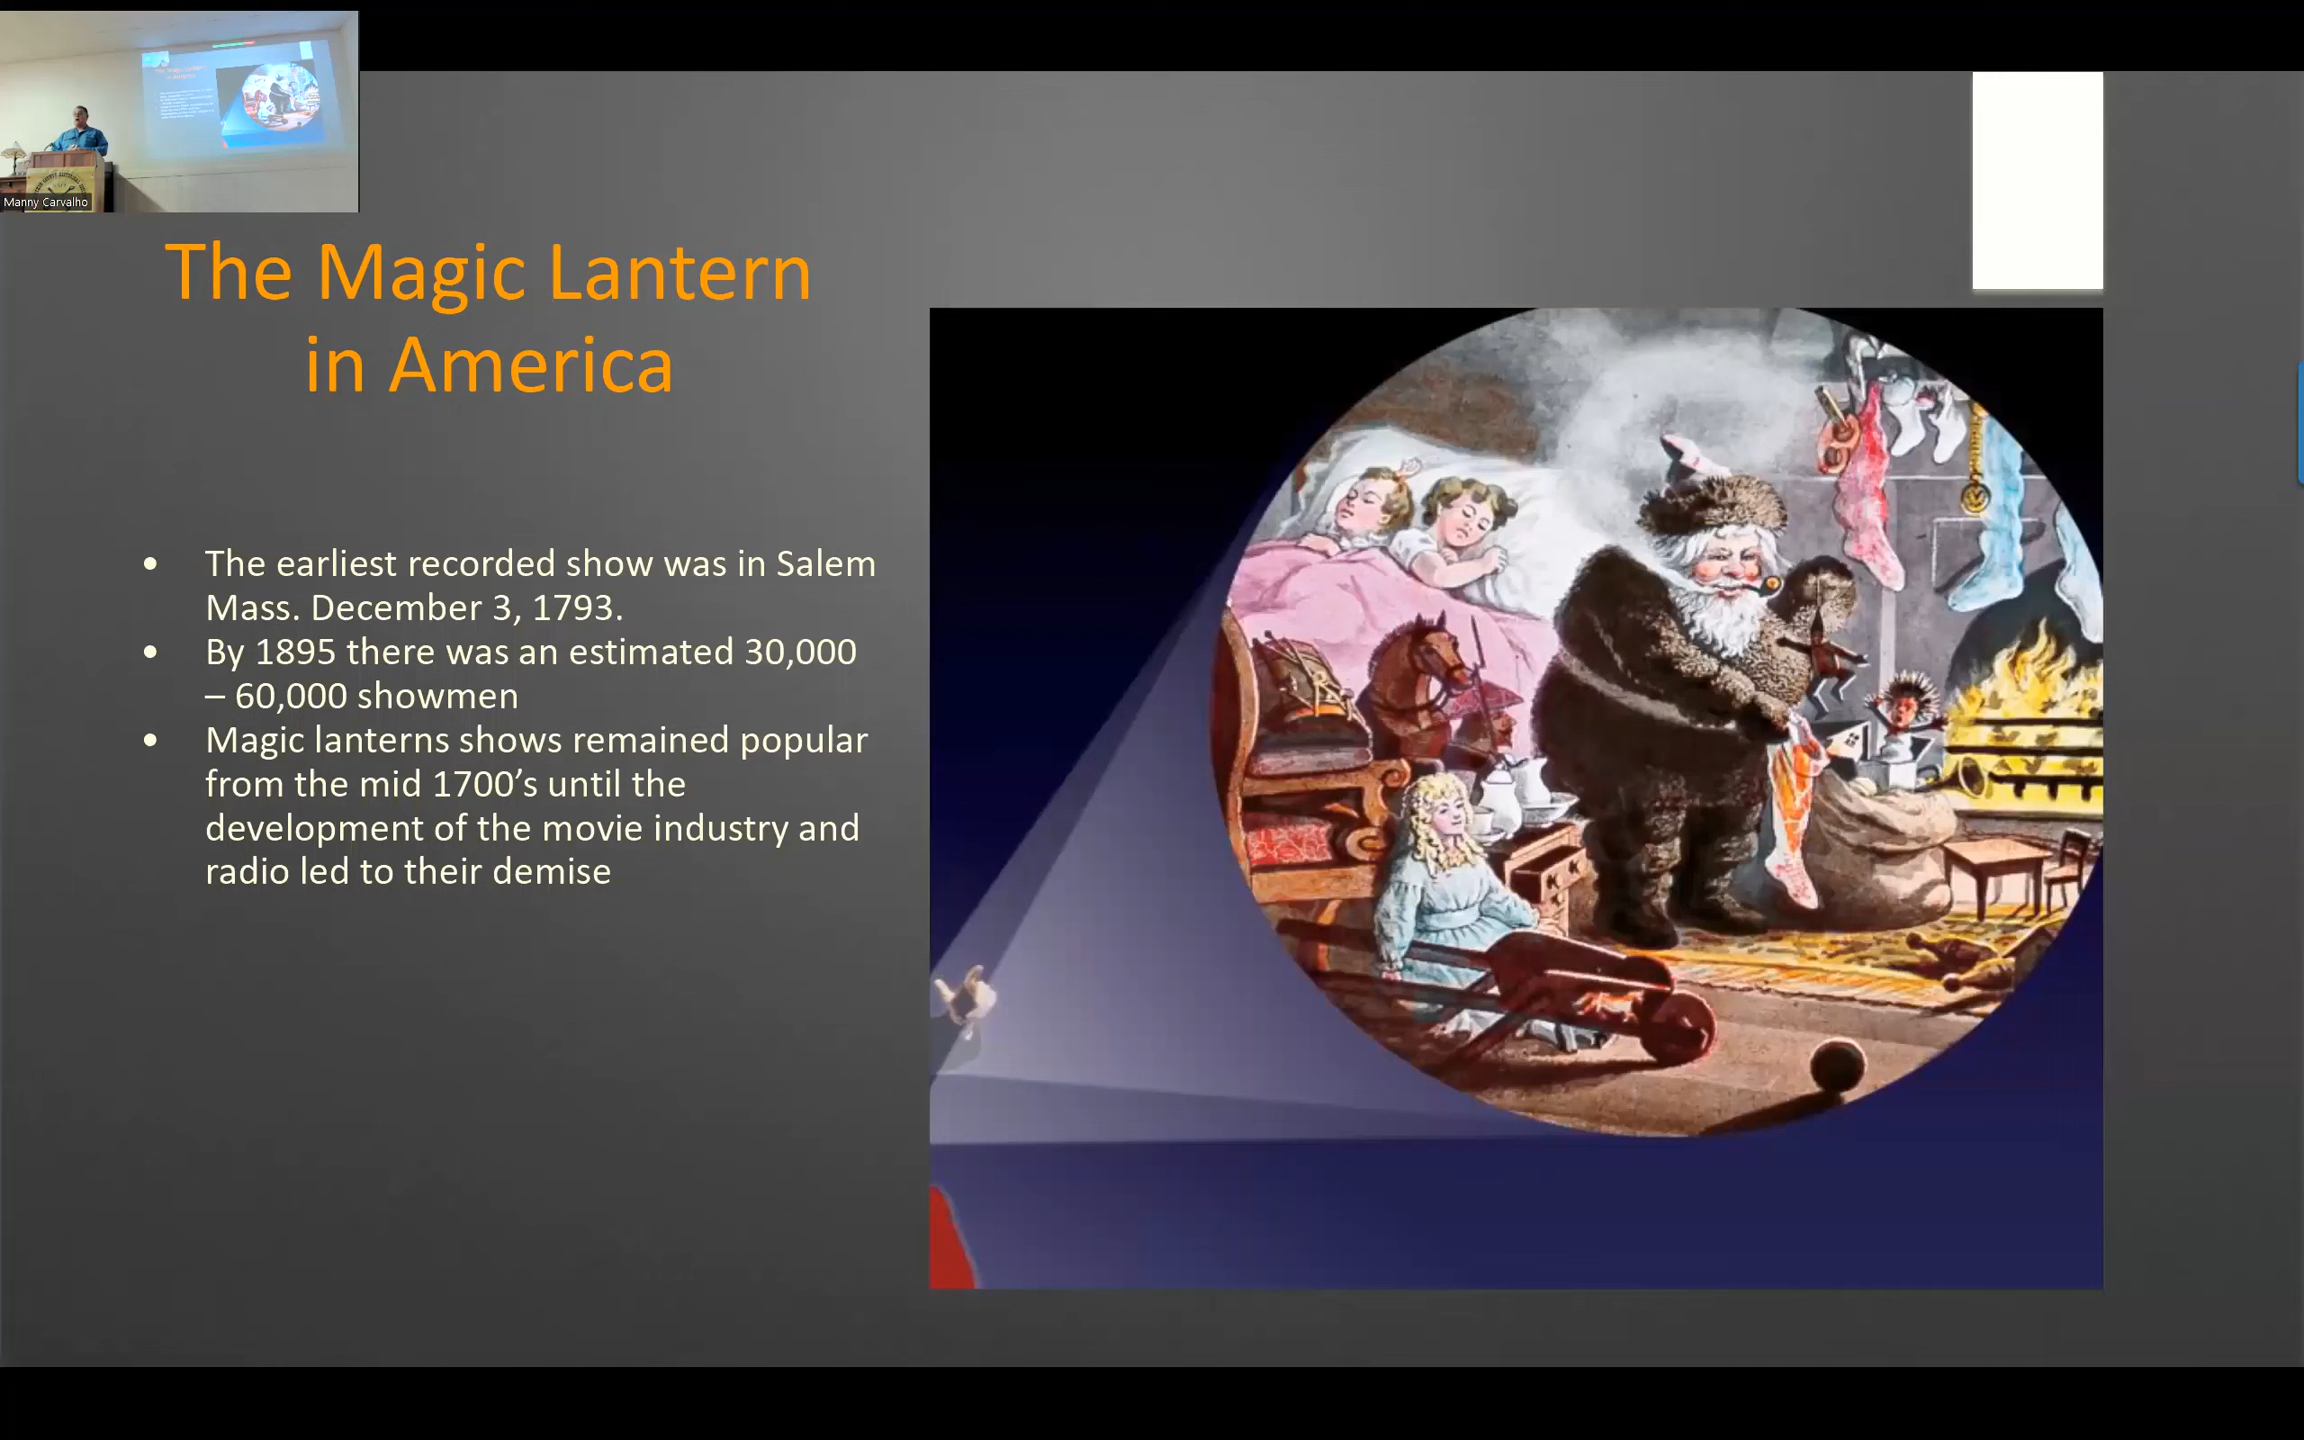 Manny Carvalho
The Magic Lantern
in America
• The earliest recorded show was in Salem
Mass. December 3, 1793.
• By 1895 there was an estimated 30,000
– 60,000 showmen
• Magic lanterns shows remained popular
from the mid 1700’s until the
development of the movie industry and
radio led to their demise